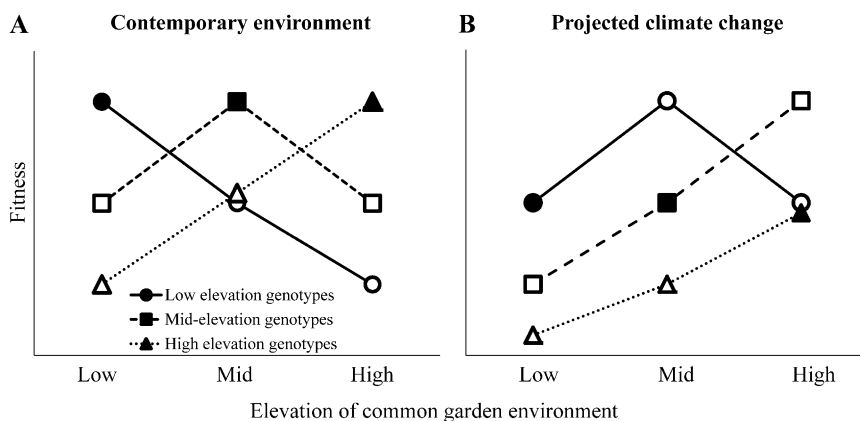 A
Contemporary environment
B
Projected climate change
Fitness
Low elevation genotypes
Mid-elevation genotypes
High elevation genotypes
Low Mid High
Low Mid High
Elevation of common garden environment